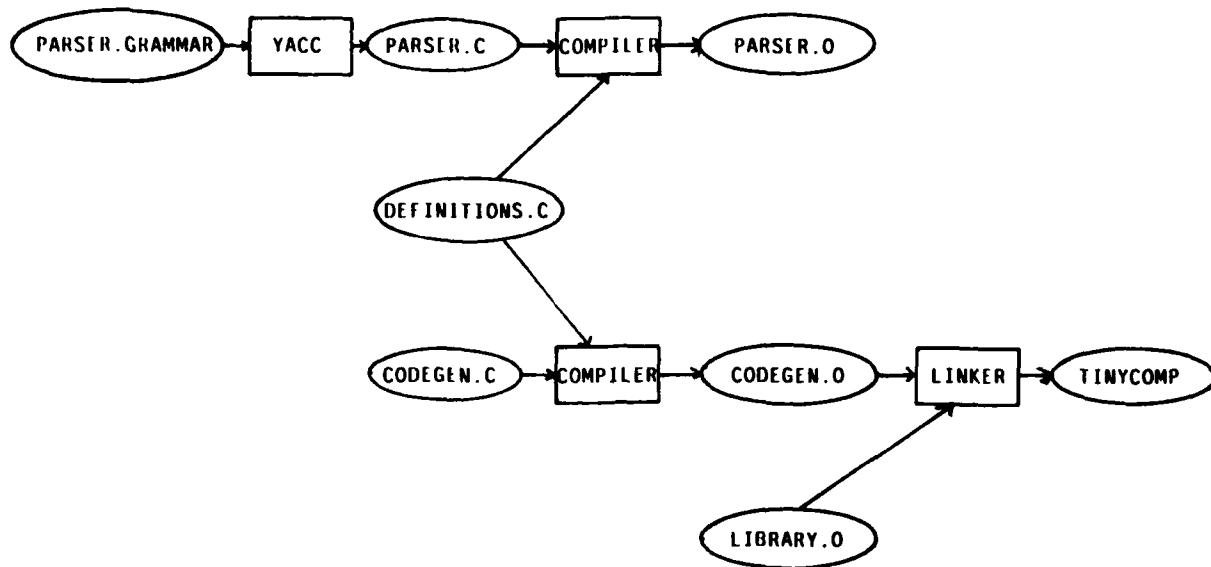 PARSER.GRAMMAR
YACC
PARSER.C
COMPILER
PARSER.O
DEFINITIONS.C
CODEGEN.C
COMPILER
CODEGEN.O
LINKER
TINYCOMP
LIBRARY.O